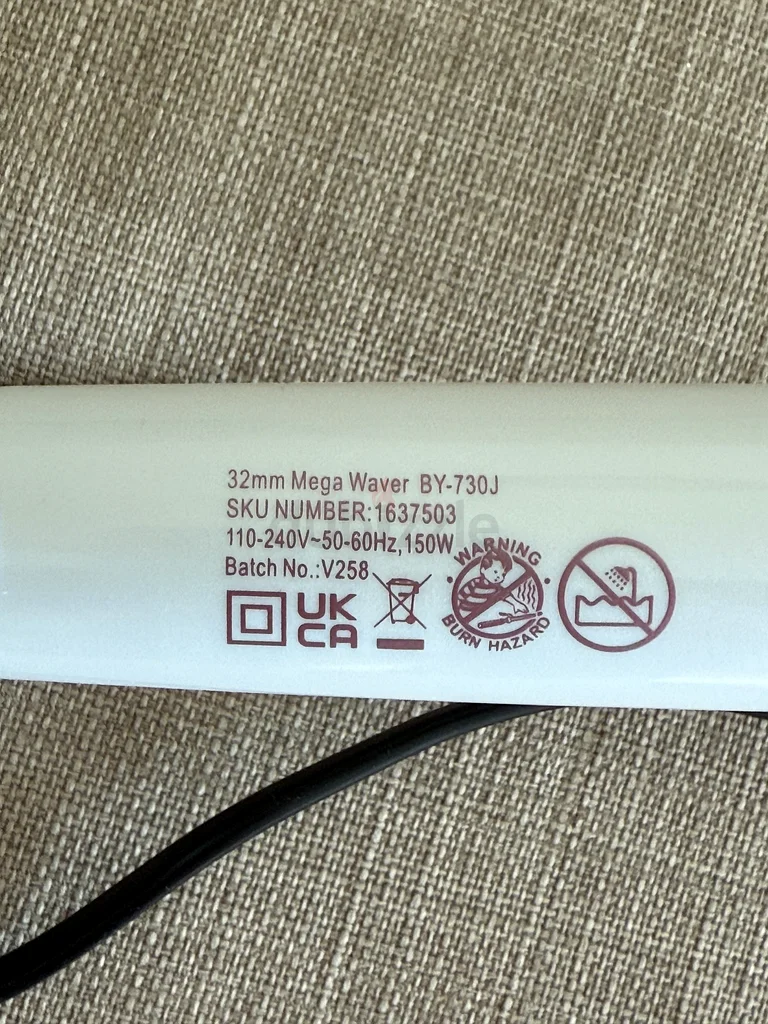 32mm Mega Waver BY-730J
SKU NUMBER:1637503
110-240V~50-60Hz,150W
Batch No.:V258
UK
CA
WARNING
BURN HAZARD
dubizzle